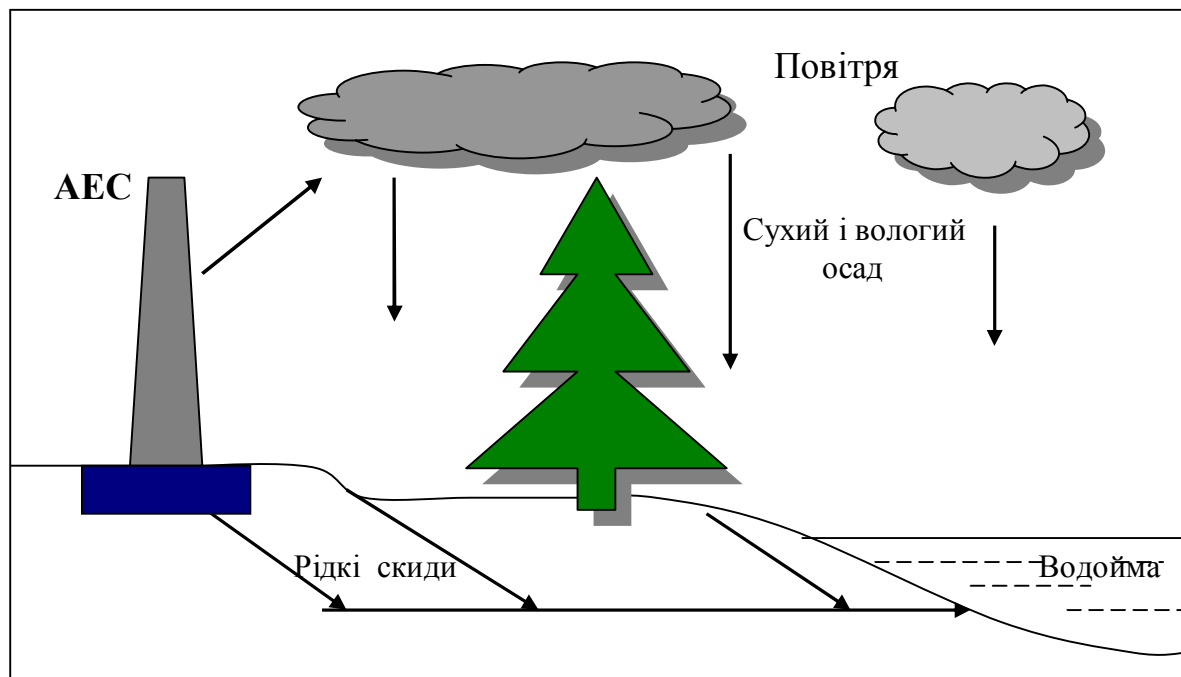 Повітря
АЕС
Сухий і вологий
осад
Рідкі скиди
Водойма